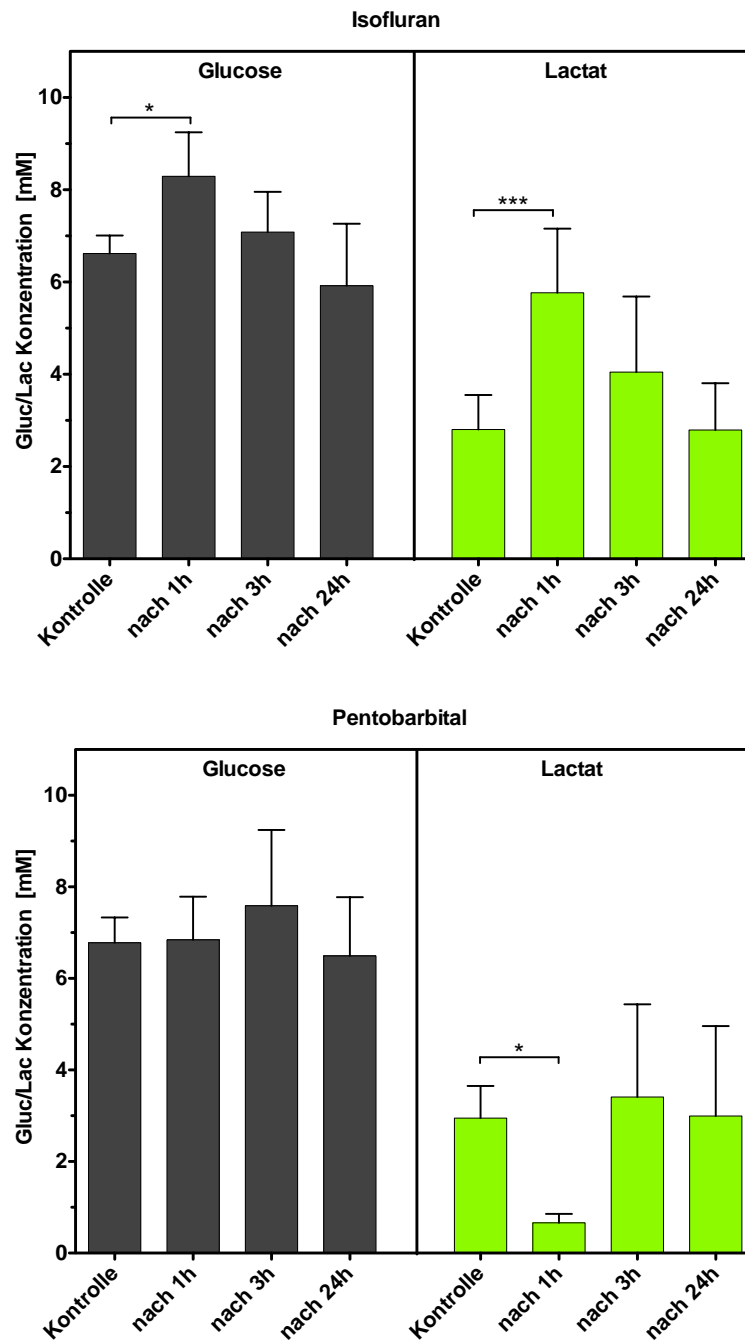 Isofluran
Glucose
Lactat
Gluc/Lac Konzentration [mM]
10
8
6
4
2
0
*
***
Kontrolle
nach 1h
nach 3h
nach 24h
Kontrolle
nach 1h
nach 3h
nach 24h
Pentobarbital
Glucose
Lactat
Gluc/Lac Konzentration [mM]
10
8
6
4
2
0
*
Kontrolle
nach 1h
nach 3h
nach 24h
Kontrolle
nach 1h
nach 3h
nach 24h